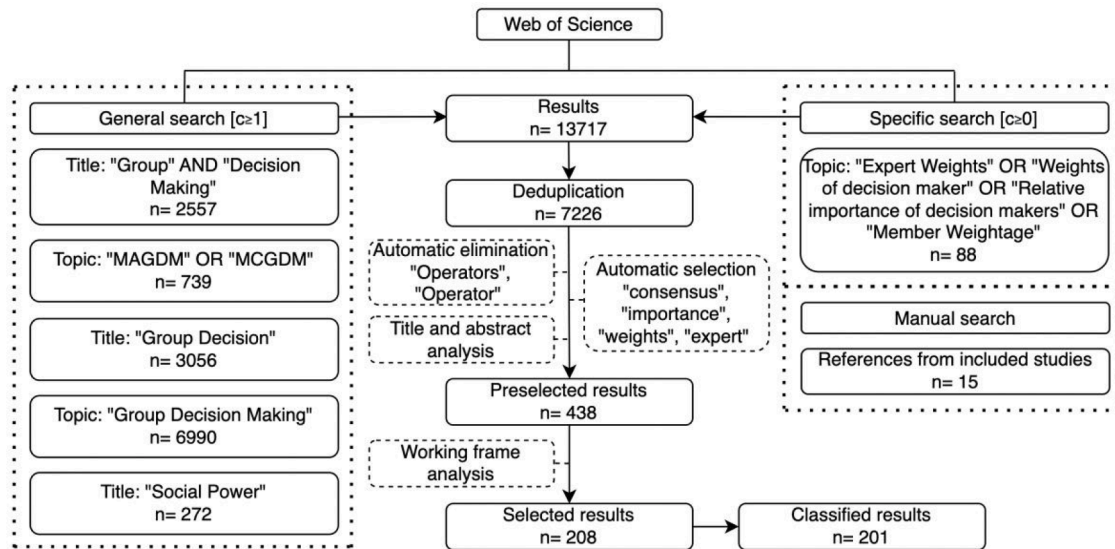 Web of Science
General search [c≥1]
Title: "Group" AND "Decision
Making"
n= 2557
Topic: "MAGDM" OR "MCGDM"
n= 739
Title: "Group Decision"
n= 3056
Topic: "Group Decision Making"
n= 6990
Title: "Social Power"
n= 272
Results
n= 13717
Deduplication
n= 7226
Automatic elimination
"Operators",
"Operator"
Title and abstract
analysis
Automatic selection
"consensus",
"importance",
"weights", "expert"
Preselected results
n= 438
Working frame
analysis
Selected results
n= 208
Classified results
n= 201
Specific search [c≥0]
Topic: "Expert Weights" OR "Weights
of decision maker" OR "Relative
importance of decision makers" OR
"Member Weightage"
n= 88
Manual search
References from included studies
n= 15